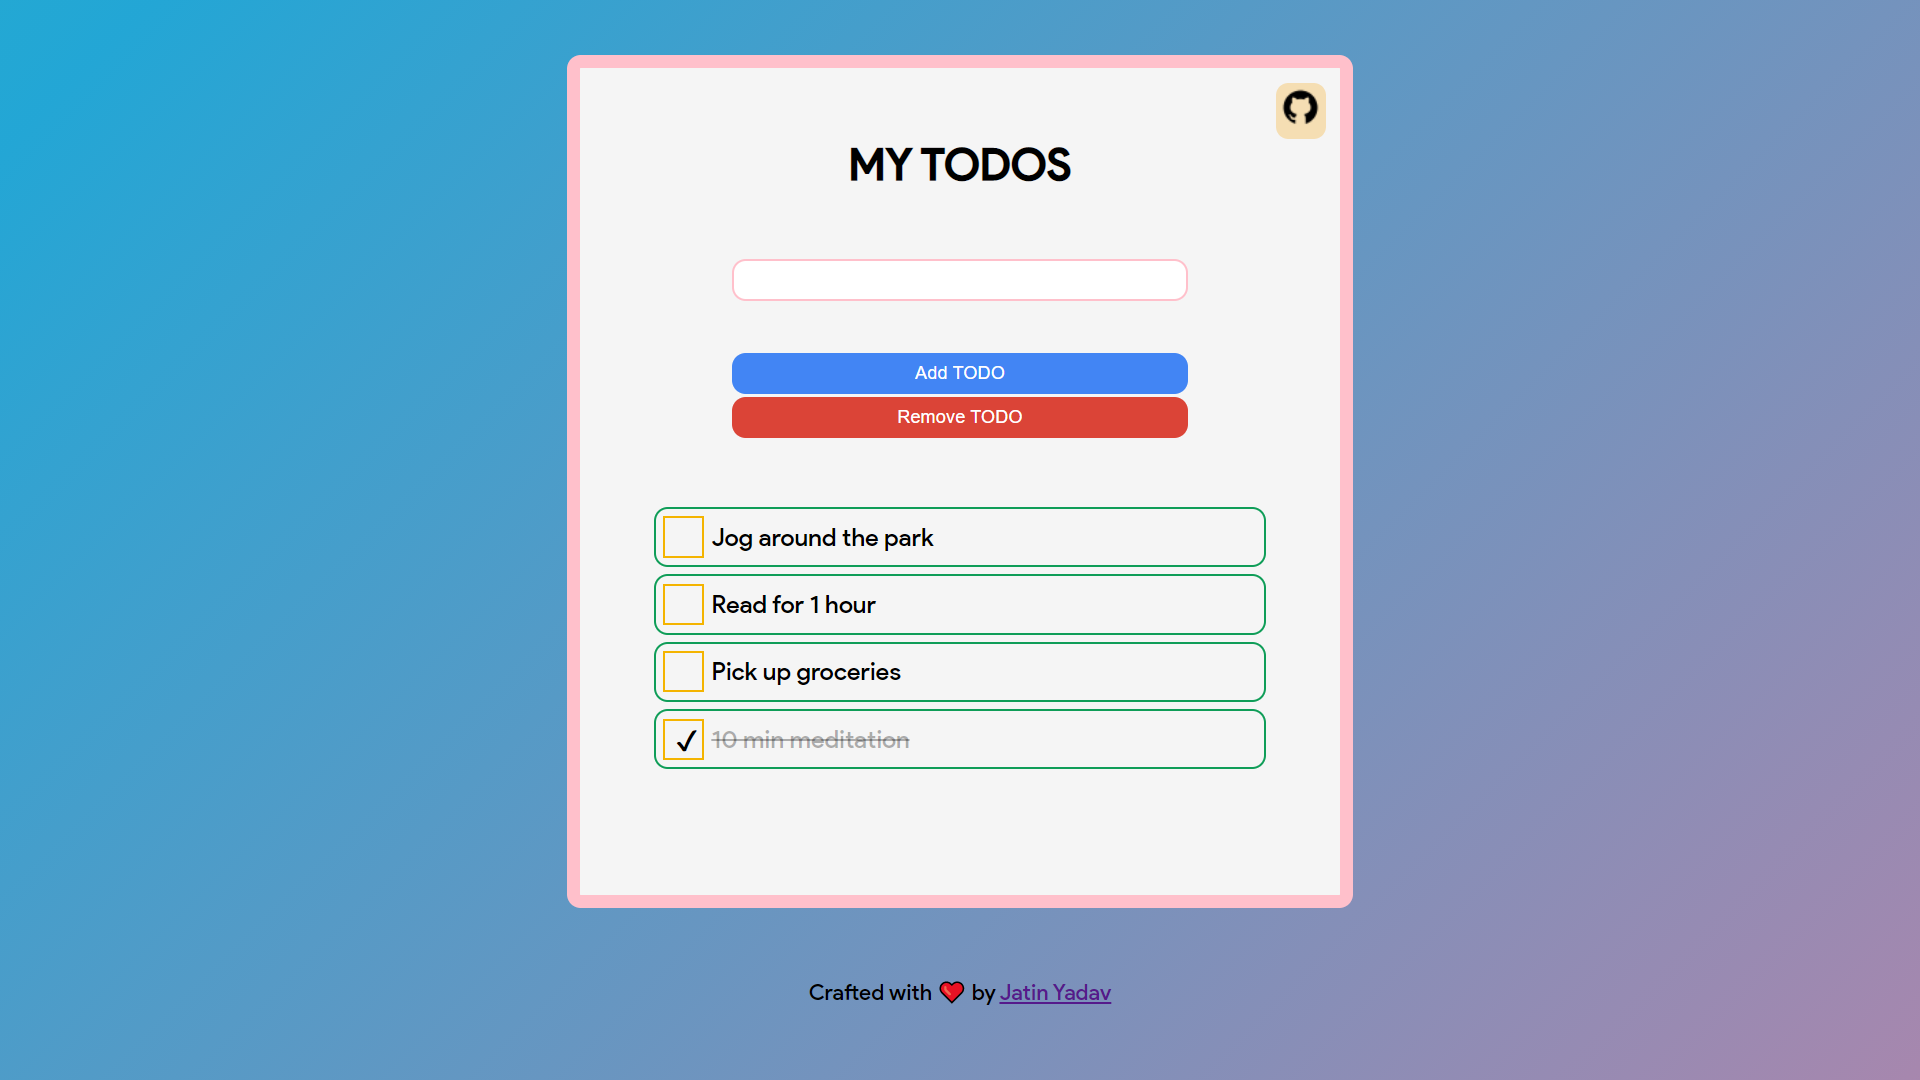 MY TODOS
Add TODO
Remove TODO
Jog around the park
Read for 1 hour
Pick up groceries
10 min meditation
Crafted with ❤️ by Jatin Yadav